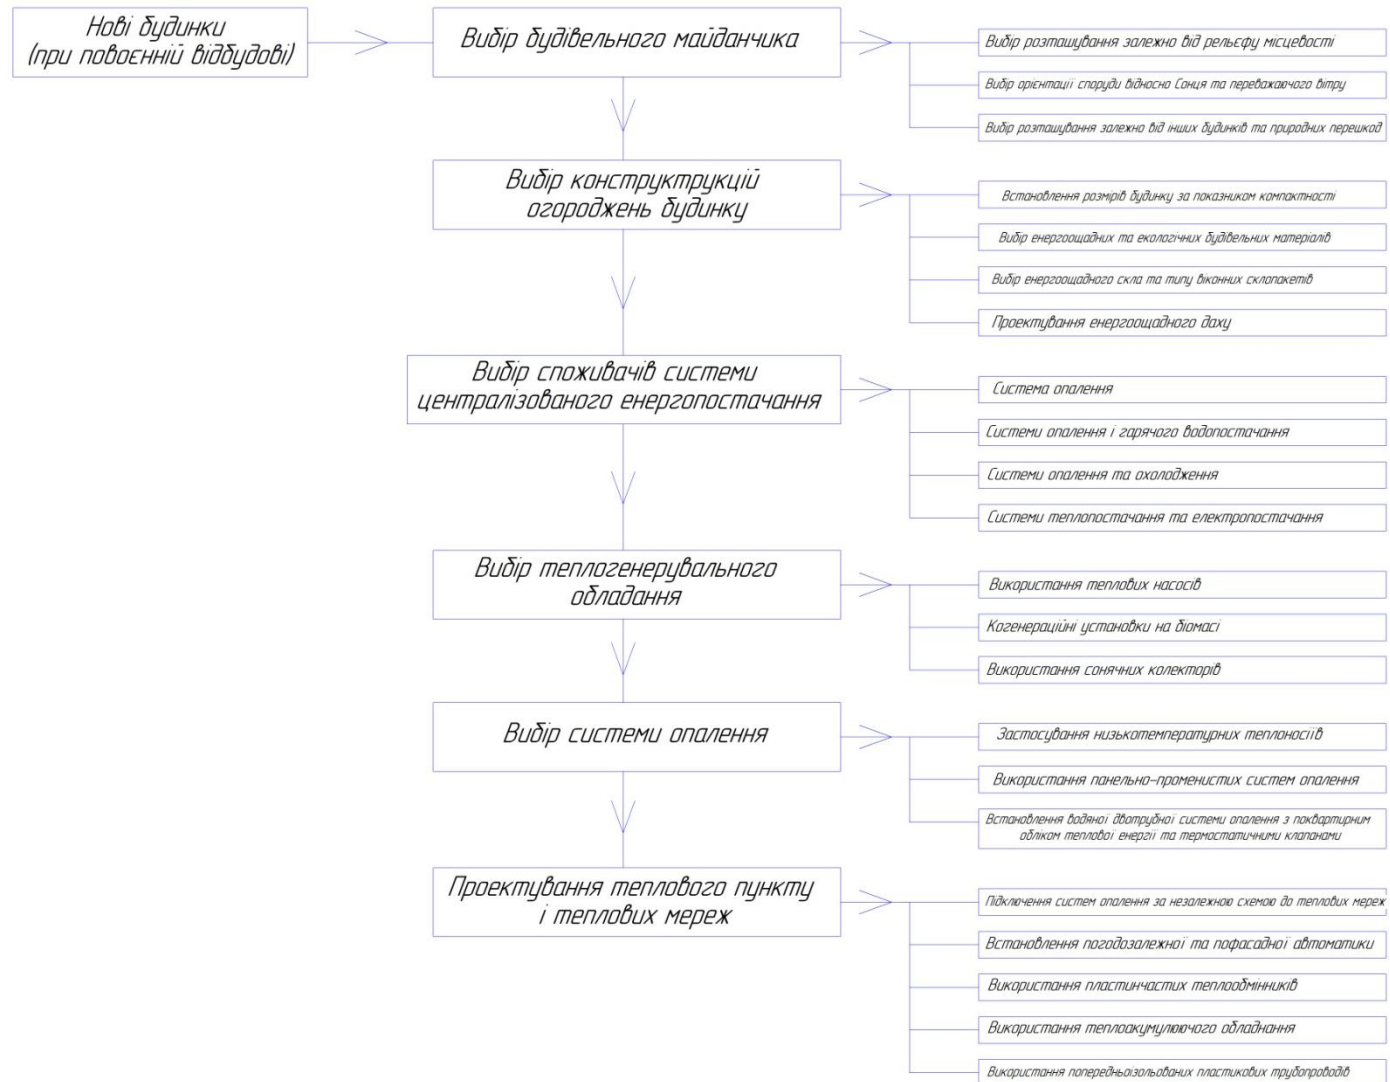 Нові будинки
(при повоєнній відбудові)
Вибір будівельного майданчика
Вибір розташування залежно від рельєфу місцевості
Вибір орієнтації споруди відносно Сонця та переважаючого вітру
Вибір розташування залежно від інших будинків та природних перешкод
Вибір конструктрукцій
огороджень будинку
Встановлення розмірів будинку за показником компактності
Вибір енергоощадних та екологічних будівельних матеріалів
Вибір енергоощадного скла та типу віконних склопакетів
Проектування енергоощадного даху
Вибір споживачів системи
централізованого енергопостачання
Система опалення
Системи опалення і гарячого водопостачання
Системи опалення та охолодження
Системи теплопостачання та електропостачання
Вибір теплогенерувального
обладання
Використання теплових насосів
Когенераційні установки на біомасі
Використання сонячних колекторів
Вибір системи опалення
Застосування низькотемпературних теплоносіїв
Використання панельно-променистих систем опалення
Встановлення водяної двотрубної системи опалення з поквартирним
обліком теплової енергії та термостатичними клапанами
Проектування теплового пункту
і теплових мереж
Підключення систем опалення за незалежною схемою до теплових мереж
Встановлення погодозалежної та пофасадної автоматики
Використання пластинчастих теплообмінників
Використання теплоакумулюючого обладнання
Використання попередньоізольованих пластикових трубопроводів